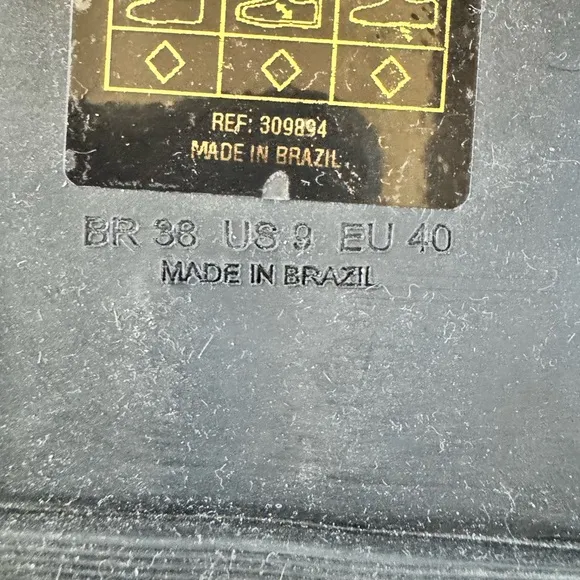 REF: 309894
MADE IN BRAZIL
BR 38 US 9 EU 40
MADE IN BRAZIL